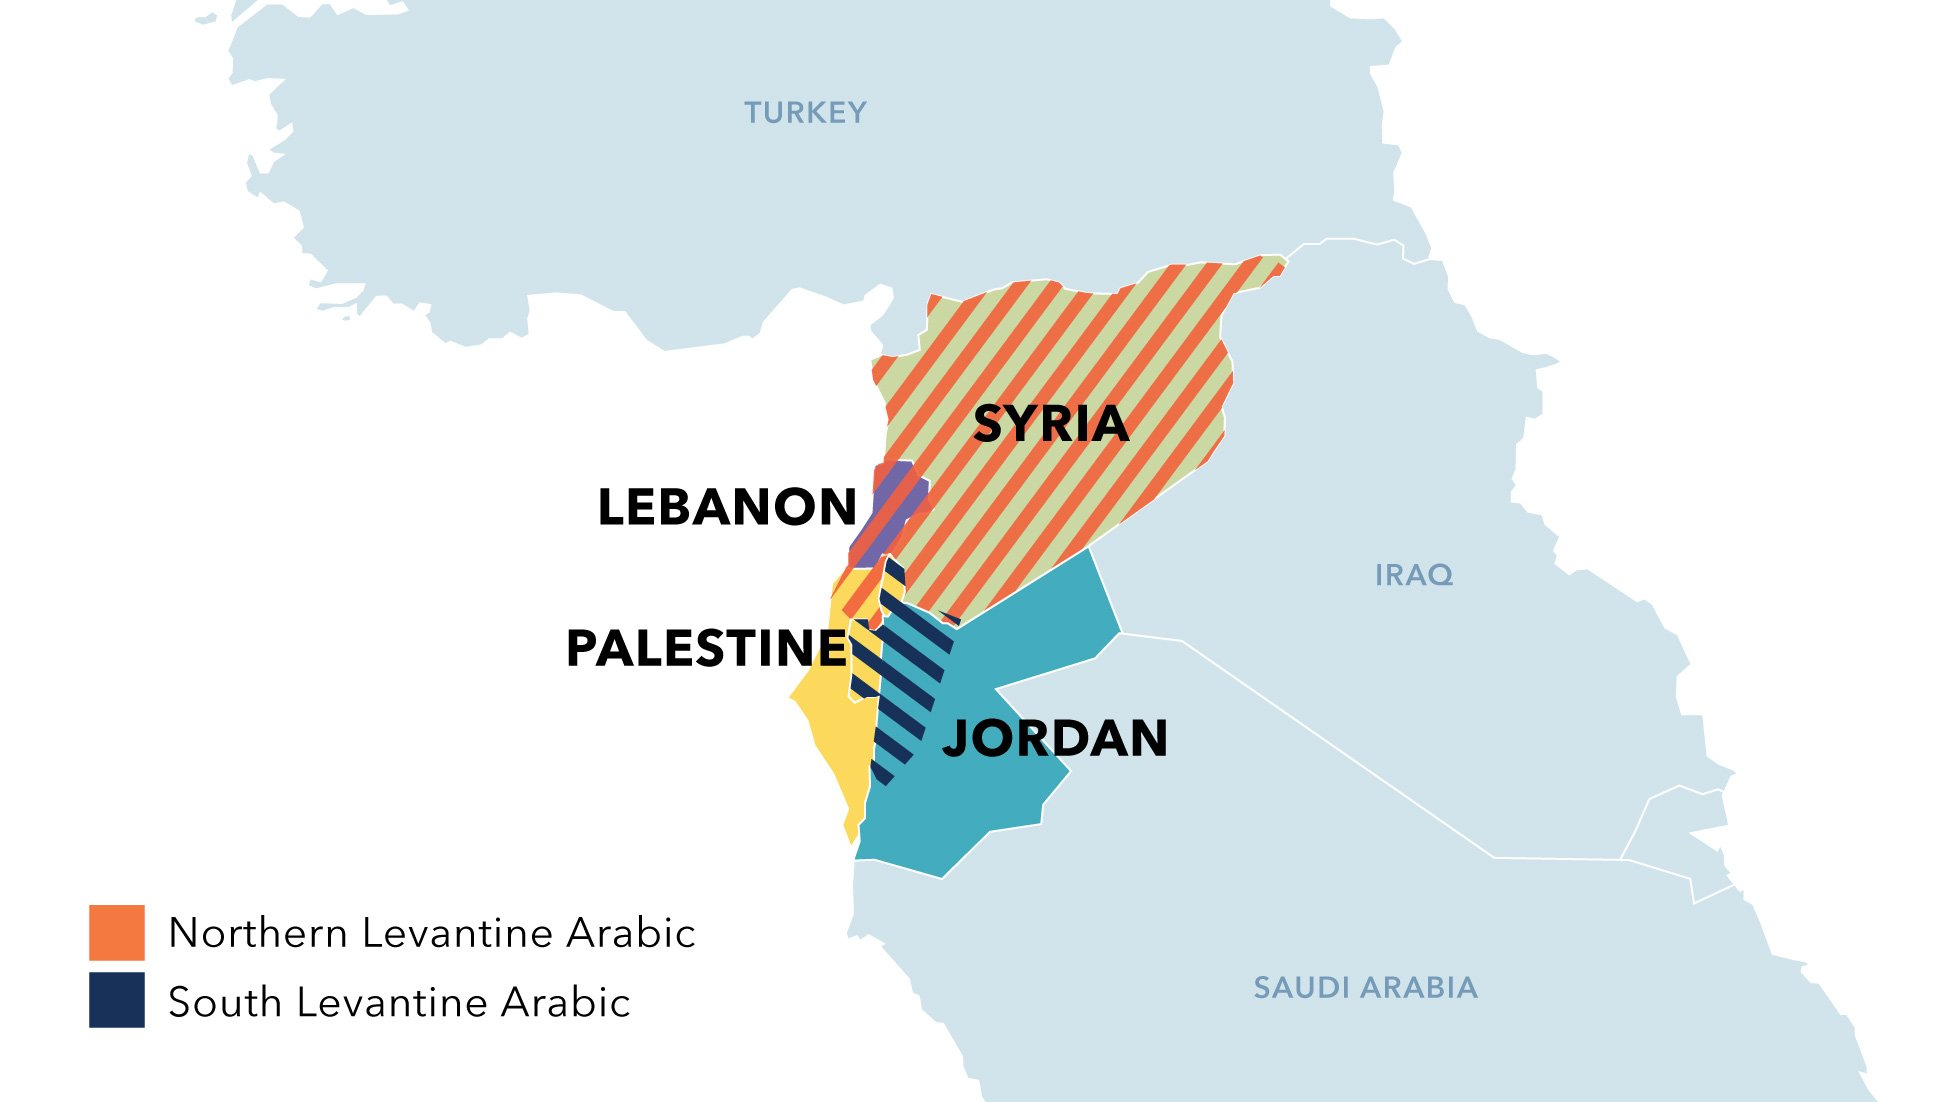 TURKEY
SYRIA
LEBANON
IRAQ
PALESTINE
JORDAN
Northern Levantine Arabic
South Levantine Arabic
SAUDI ARABIA